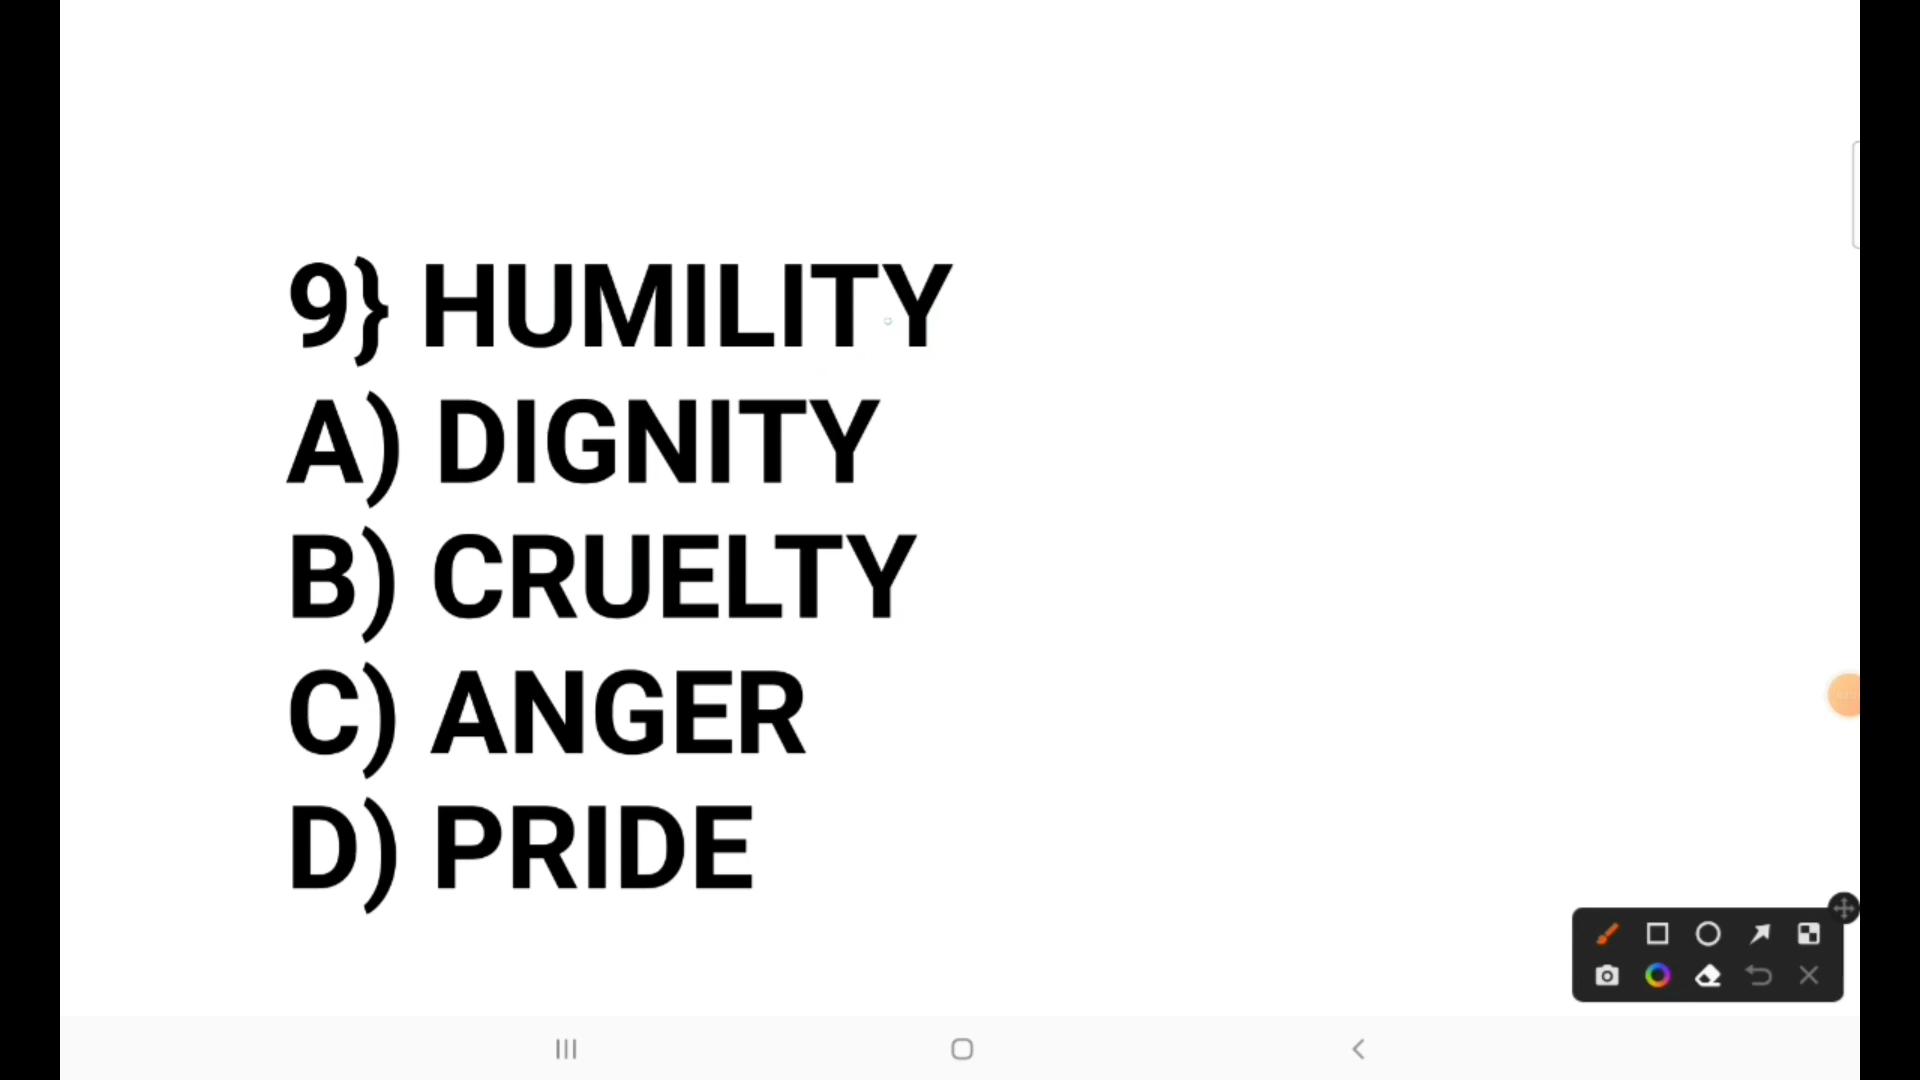 9} HUMILITY
A) DIGNITY
B) CRUELTY
C) ANGER
D) PRIDE